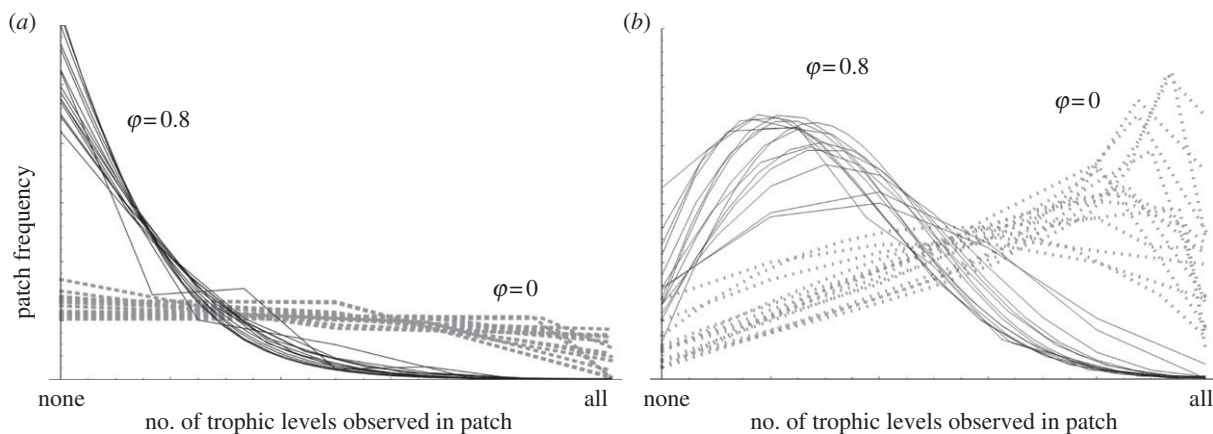 (a)
φ=0.8
φ=0
patch frequency
none
all
no. of trophic levels observed in patch
(b)
φ=0.8
φ=0
none
all
no. of trophic levels observed in patch